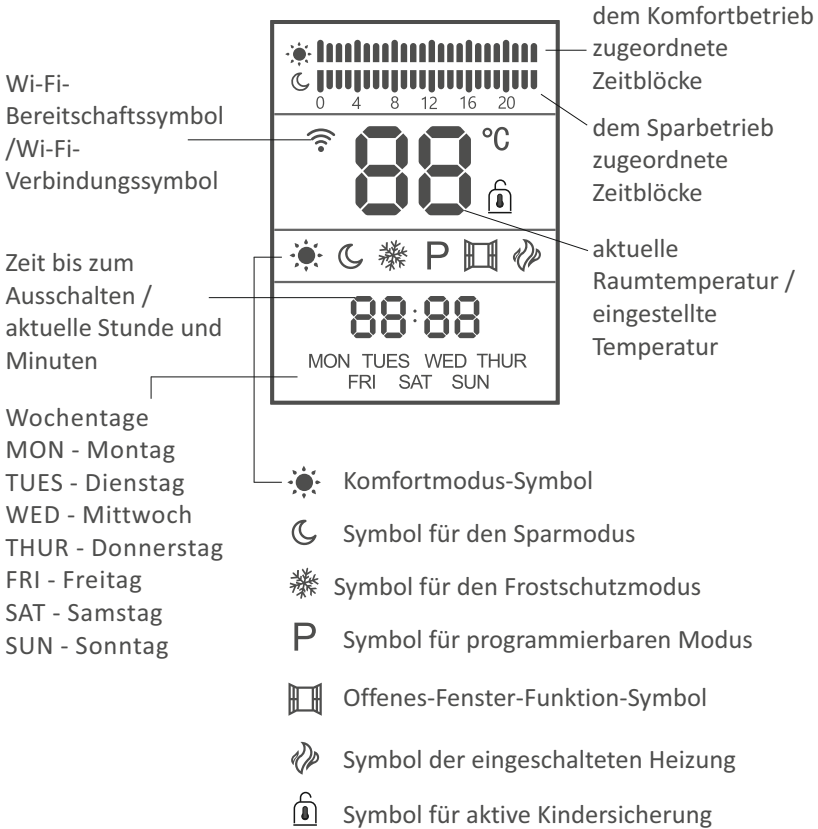 dem Komfortbetrieb
zugeordnete
Zeitblöcke
Wi-Fi-
Bereitschaftssymbol
/Wi-Fi-
Verbindungssymbol
0 4 8 12 16 20
88 °C
dem Sparbetrieb
zugeordnete
Zeitblöcke
P
aktuelle
Raumtemperatur /
eingestellte
Temperatur
Zeit bis zum
Ausschalten /
aktuelle Stunde und
Minuten
88:88
MON TUES WED THUR
FRI SAT SUN
Wochentage
MON - Montag
TUES - Dienstag
WED - Mittwoch
THUR - Donnerstag
FRI - Freitag
SAT - Samstag
SUN - Sonntag
Komfortmodus-Symbol
Symbol für den Sparmodus
Symbol für den Frostschutzmodus
P Symbol für programmierbaren Modus
Offenes-Fenster-Funktion-Symbol
Symbol der eingeschalteten Heizung
Symbol für aktive Kindersicherung